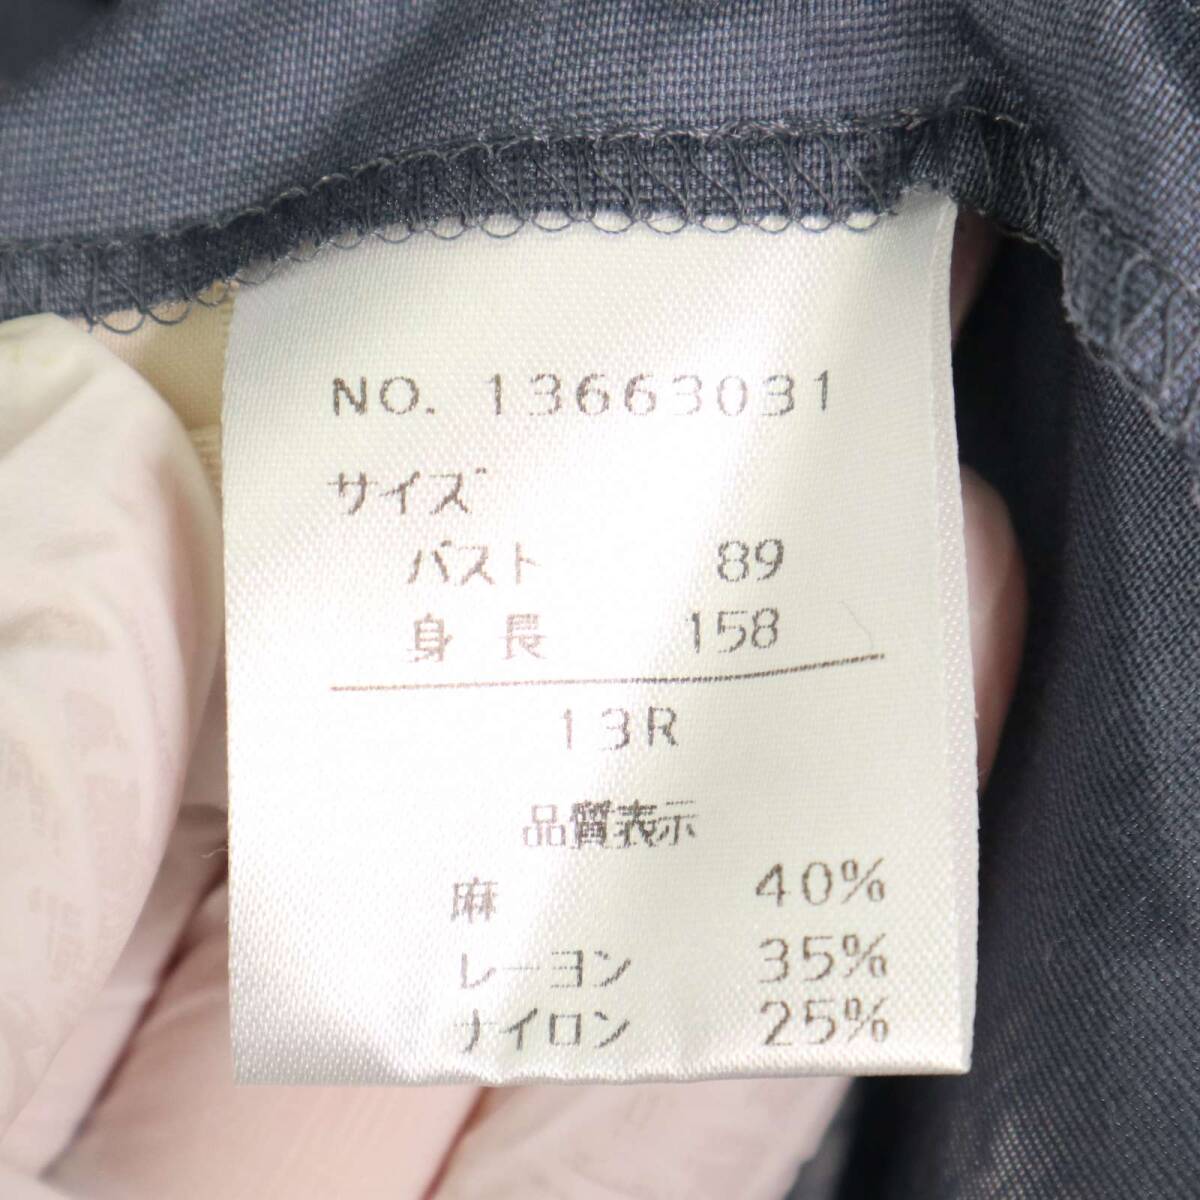 NO. 13663031
サイズ
バスト 89
身長 158
13R
品質表示
麻 40%
レーヨン 35%
ナイロン 25%